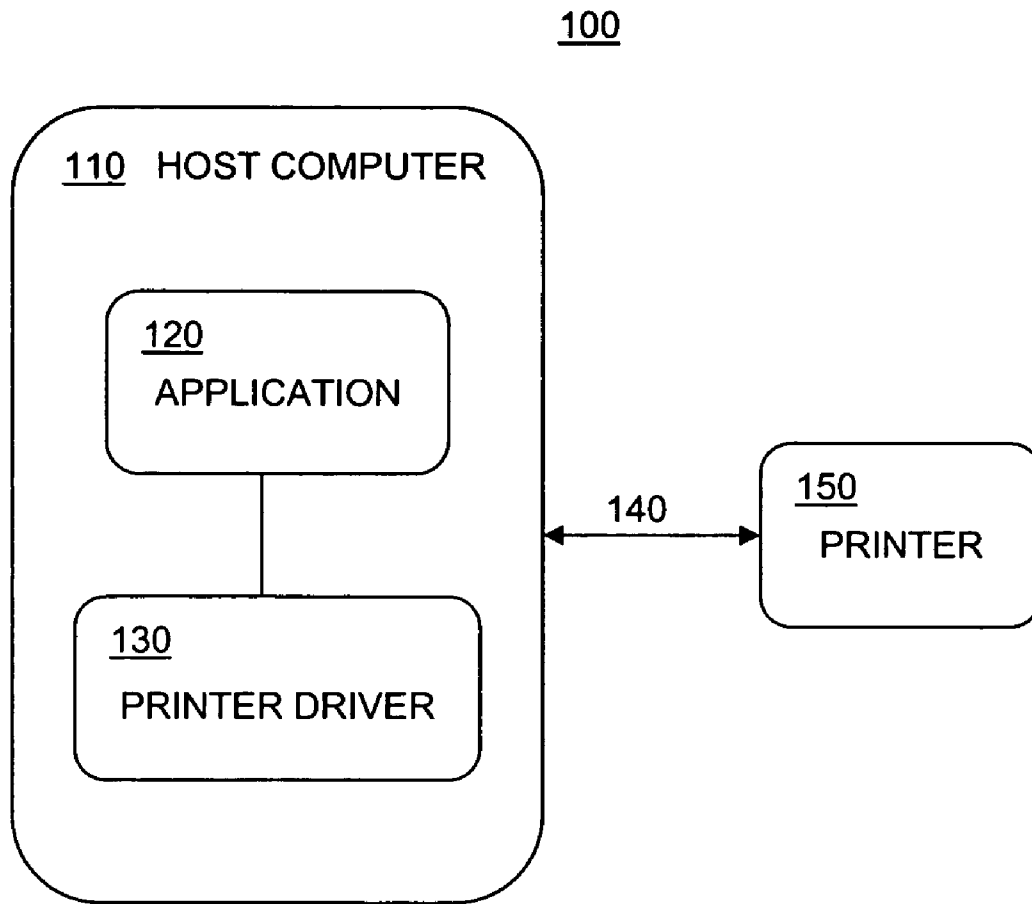 100
110 HOST COMPUTER
120
APPLICATION
140
150
PRINTER
130
PRINTER DRIVER